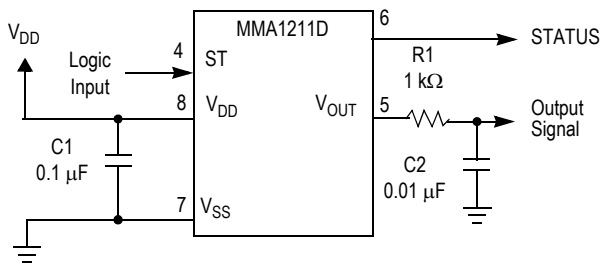 MMA1211D
6
STATUS
V_DD
Logic
Input
4
ST
R1
1 kΩ
8
V_DD
V_OUT
5
Output
Signal
C1
0.1 μF
C2
0.01 μF
7
V_SS